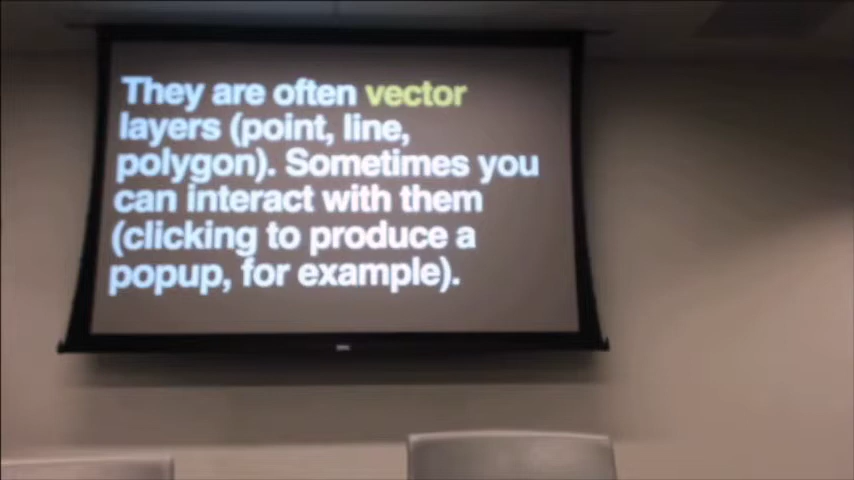 They are often vector
layers (point, line,
polygon). Sometimes you
can interact with them
(clicking to produce a
popup, for example).